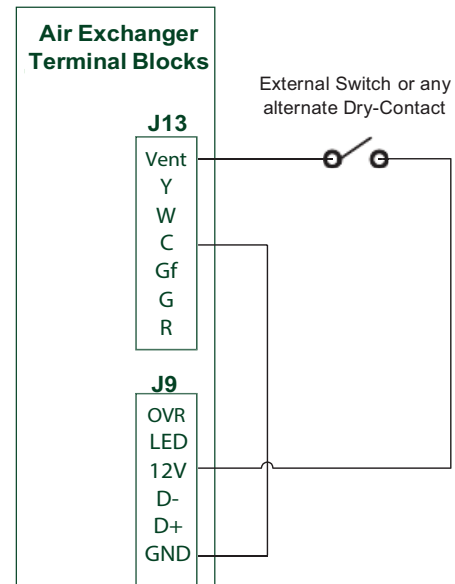 Air Exchanger
Terminal Blocks
External Switch or any
alternate Dry-Contact
J13
Vent
Y
W
C
Gf
G
R
J9
OVR
LED
12V
D-
D+
GND